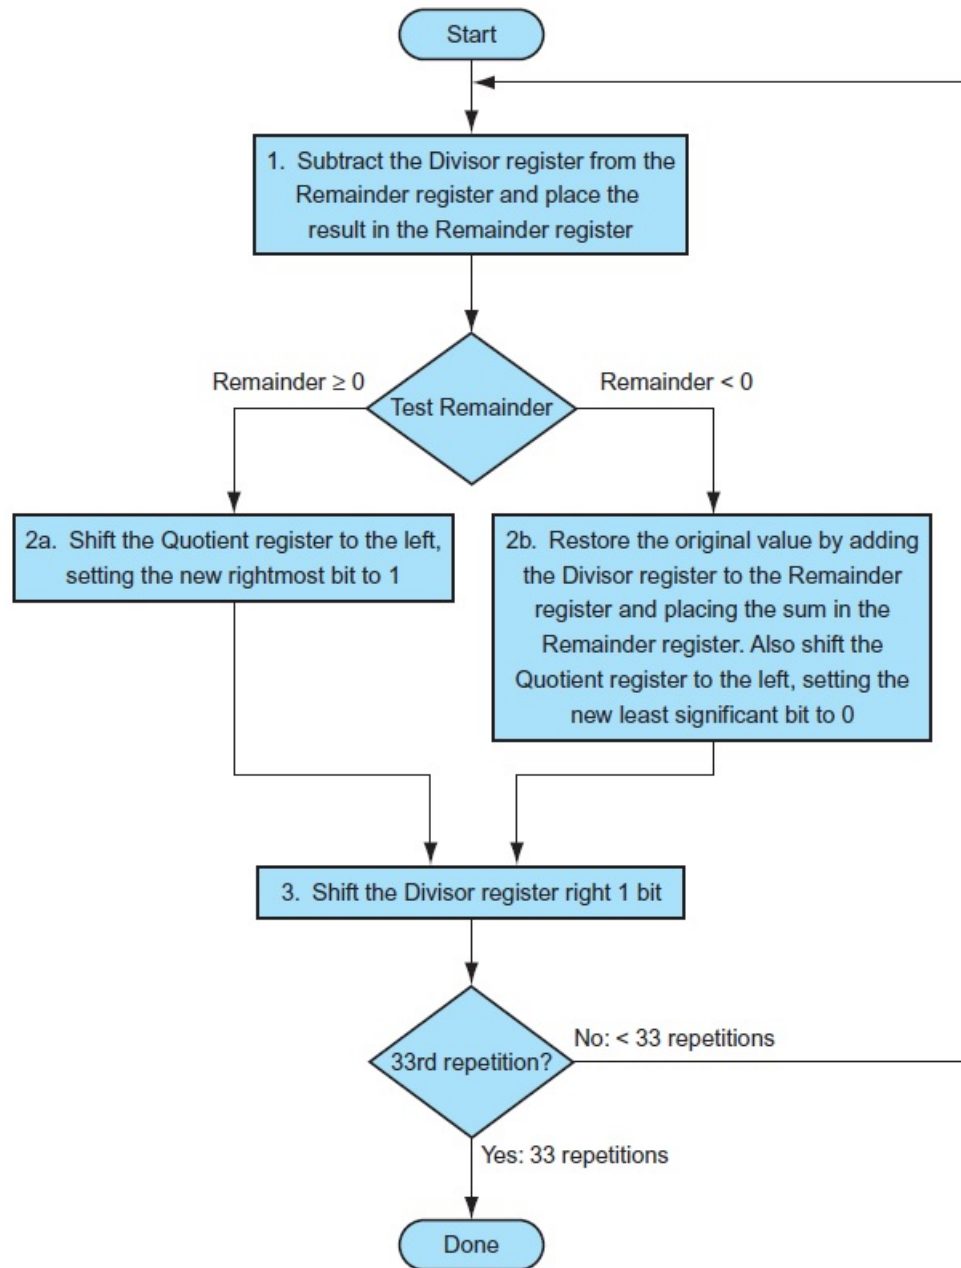 Start
1. Subtract the Divisor register from the
Remainder register and place the
result in the Remainder register
Remainder ≥ 0
Remainder < 0
Test Remainder
2a. Shift the Quotient register to the left,
setting the new rightmost bit to 1
2b. Restore the original value by adding
the Divisor register to the Remainder
register and placing the sum in the
Remainder register. Also shift the
Quotient register to the left, setting the
new least significant bit to 0
3. Shift the Divisor register right 1 bit
No: < 33 repetitions
33rd repetition?
Yes: 33 repetitions
Done